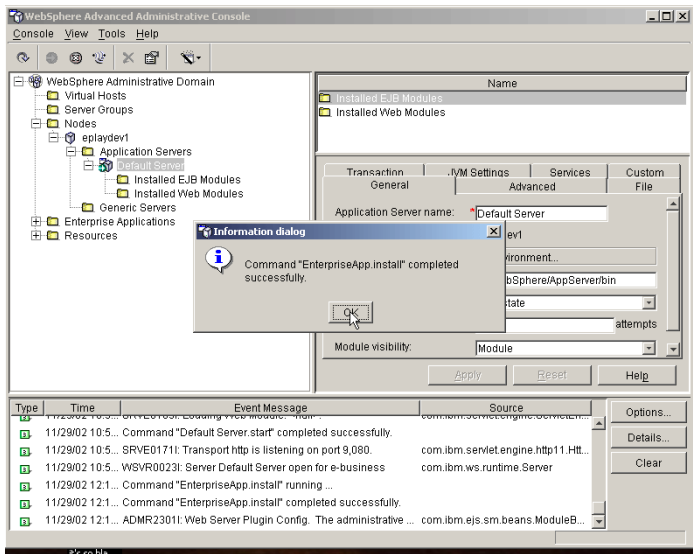 WebSphere Advanced Administrative Console
Console View Tools Help
WebSphere Administrative Domain
Virtual Hosts
Server Groups
Nodes
eplaydev1
Application Servers
Default Server
Installed EJB Modules
Installed Web Modules
Generic Servers
Enterprise Applications
Resources
Name
Installed EJB Modules
Installed Web Modules
Transaction JVM Settings Services Custom
General Advanced File
Application Server name: *Default Server
ev1
vironment...
bSphere/AppServer/bin
state
attempts
Module visibility: Module
Apply Reset Help
Information dialog
Command "EnterpriseApp.install" completed
successfully.
OK
Type Time Event Message Source
11/29/02 10:5... Command "Default Server.start" completed successfully.
11/29/02 10:5... SRVE0171I: Transport http is listening on port 9,080. com.ibm.servlet.engine.http11.Htt...
11/29/02 10:5... WSVR0023I: Server Default Server open for e-business com.ibm.ws.runtime.Server
11/29/02 12:1... Command "EnterpriseApp.install" running ...
11/29/02 12:1... Command "EnterpriseApp.install" completed successfully.
11/29/02 12:1... ADMR2301I: Web Server Plugin Config. The administrative ... com.ibm.ejs.sm.beans.ModuleB...
Options...
Details...
Clear